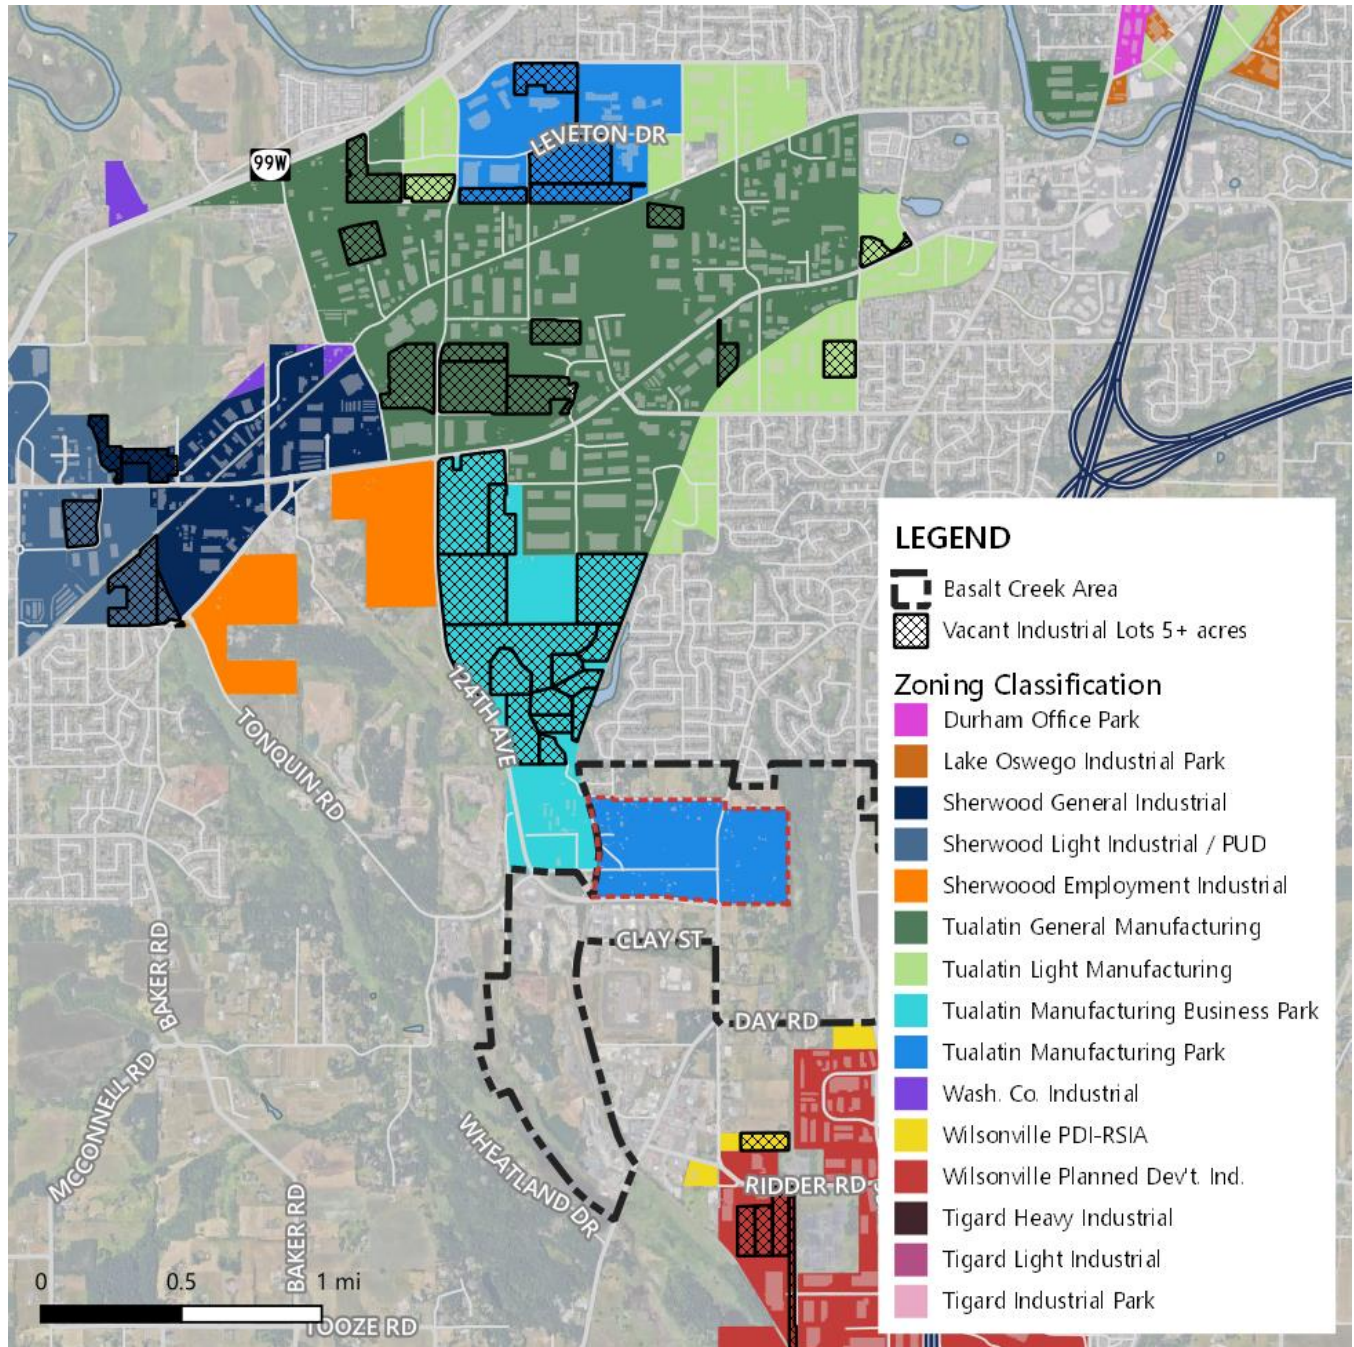 99W
LEVETON DR
124TH AVE
TONQUIN RD
BAKER RD
CLAY ST
DAY RD
MCCONNELL RD
WHEATLAND DR
BAKER RD
RIDDER RD
TOOZE RD
0 0.5 1 mi
LEGEND
Basalt Creek Area
Vacant Industrial Lots 5+ acres
Zoning Classification
Durham Office Park
Lake Oswego Industrial Park
Sherwood General Industrial
Sherwood Light Industrial / PUD
Sherwoood Employment Industrial
Tualatin General Manufacturing
Tualatin Light Manufacturing
Tualatin Manufacturing Business Park
Tualatin Manufacturing Park
Wash. Co. Industrial
Wilsonville PDI-RSIA
Wilsonville Planned Dev't. Ind.
Tigard Heavy Industrial
Tigard Light Industrial
Tigard Industrial Park